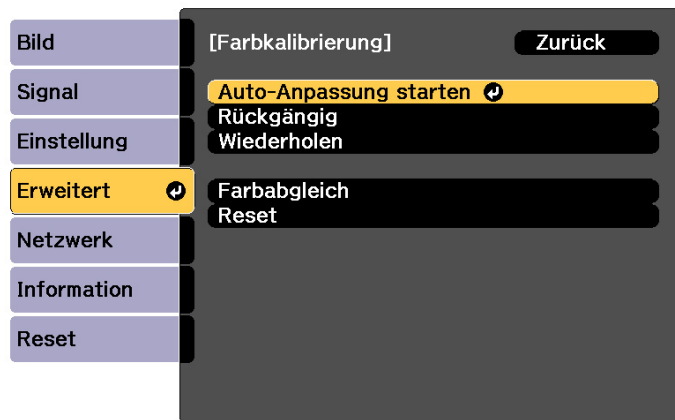 Bild
Signal
Einstellung
Erweitert
Netzwerk
Information
Reset
[Farbkalibrierung] Zurück
Auto-Anpassung starten
Rückgängig
Wiederholen
Farbabgleich
Reset